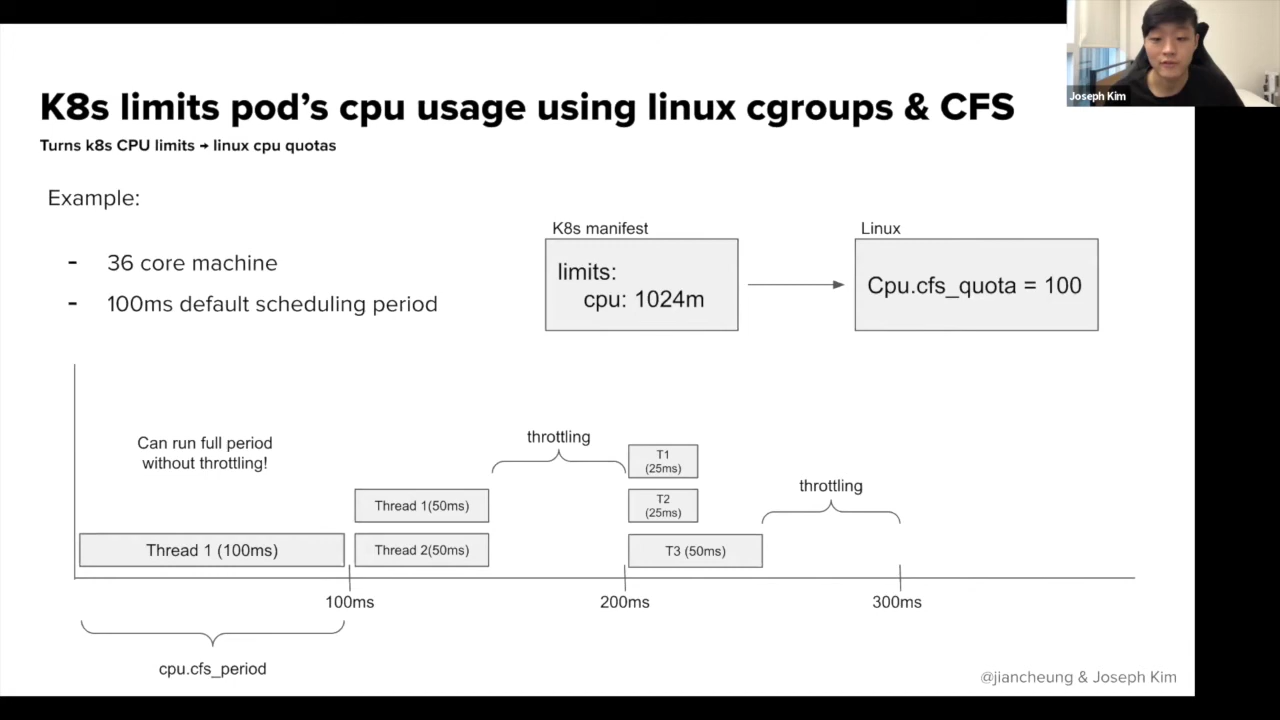 Joseph Kim
K8s limits pod's cpu usage using linux cgroups & CFS
Turns k8s CPU limits → linux cpu quotas
Example:
- 36 core machine
- 100ms default scheduling period
K8s manifest
limits:
cpu: 1024m
Linux
Cpu.cfs_quota = 100
Can run full period
without throttling!
Thread 1 (100ms)
Thread 1(50ms)
Thread 2(50ms)
throttling
T1
(25ms)
T2
(25ms)
T3 (50ms)
throttling
100ms
200ms
300ms
cpu.cfs_period
@jiancheung & Joseph Kim